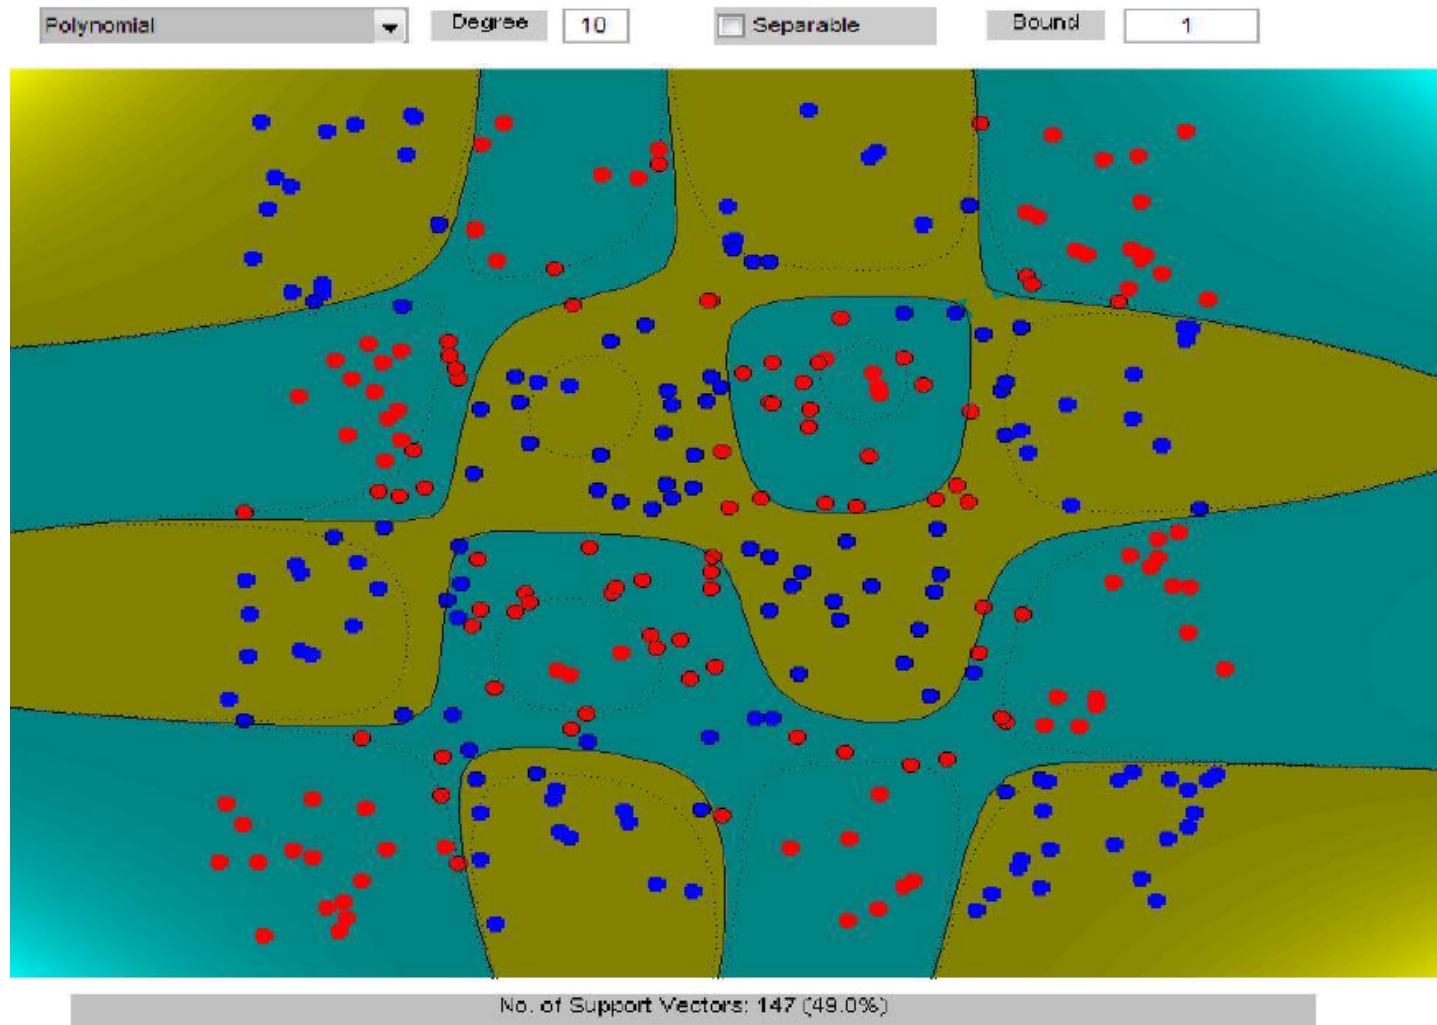 Polynomial Degree 10 Separable Bound 1
No. of Support Vectors: 147 (49.0%)